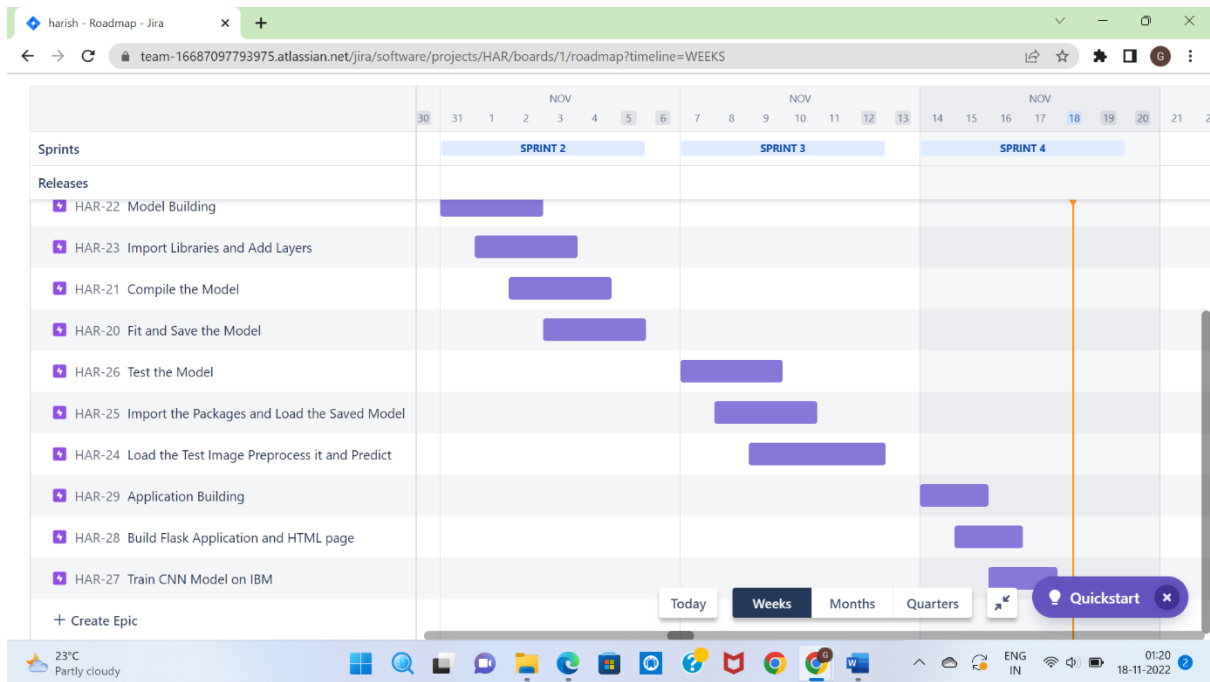 harish - Roadmap - Jira
team-16687097793975.atlassian.net/jira/software/projects/HAR/boards/1/roadmap?timeline=WEEKS
G
NOV NOV NOV
30 31 1 2 3 4 5 6 7 8 9 10 11 12 13 14 15 16 17 18 19 20 21 2
Sprints SPRINT 2 SPRINT 3 SPRINT 4
Releases
HAR-22 Model Building
HAR-23 Import Libraries and Add Layers
HAR-21 Compile the Model
HAR-20 Fit and Save the Model
HAR-26 Test the Model
HAR-25 Import the Packages and Load the Saved Model
HAR-24 Load the Test Image Preprocess it and Predict
HAR-29 Application Building
HAR-28 Build Flask Application and HTML page
HAR-27 Train CNN Model on IBM
Today Weeks Months Quarters Quickstart
+ Create Epic
23°C ENG 01:20
Partly cloudy IN 18-11-2022 2